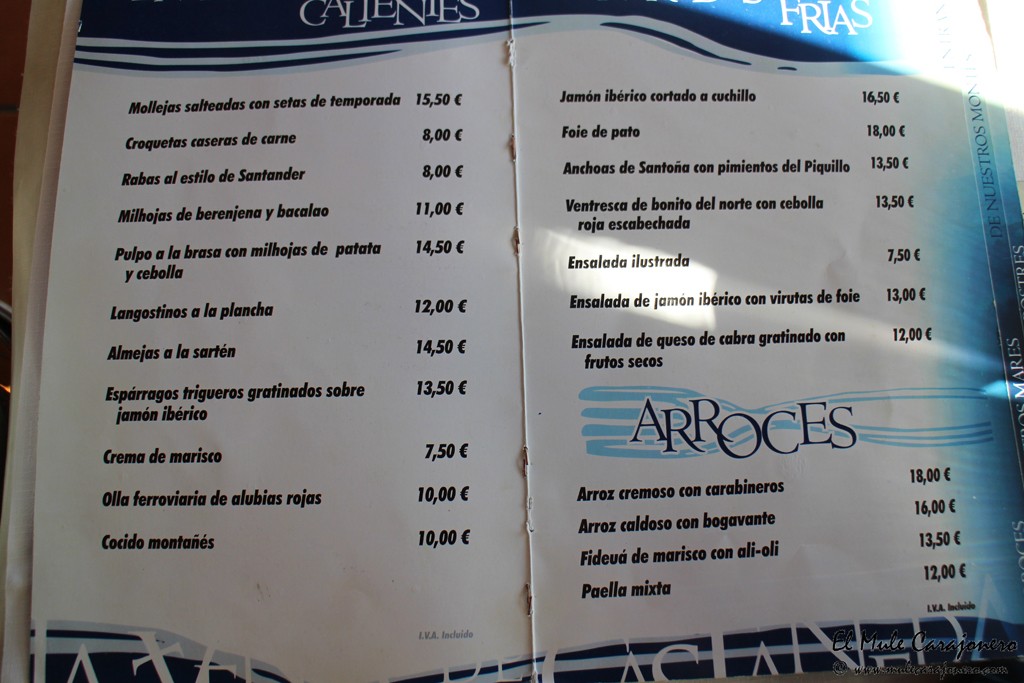 CALIENTES
Mollejas salteadas con setas de temporada 15,50 €
Croquetas caseras de carne 8,00 €
Rabas al estilo de Santander 8,00 €
Milhojas de berenjena y bacalao 11,00 €
Pulpo a la brasa con milhojas de patata 14,50 €
y cebolla
Langostinos a la plancha 12,00 €
Almejas a la sartén 14,50 €
Espárragos trigueros gratinados sobre 13,50 €
jamón ibérico
Crema de marisco 7,50 €
Olla ferroviaria de alubias rojas 10,00 €
Cocido montañés 10,00 €
I.V.A. Incluido
FRIAS
Jamón ibérico cortado a cuchillo 16,50 €
Foie de pato 18,00 €
Anchoas de Santoña con pimientos del Piquillo 13,50 €
Ventresca de bonito del norte con cebolla 13,50 €
roja escabechada
Ensalada ilustrada 7,50 €
Ensalada de jamón ibérico con virutas de foie 13,00 €
Ensalada de queso de cabra gratinado con 12,00 €
frutos secos
ARROCES
Arroz cremoso con carabineros 18,00 €
Arroz caldoso con bogavante 16,00 €
Fideuá de marisco con ali-oli 13,50 €
Paella mixta 12,00 €
I.V.A. Incluido
DE NUESTROS MONTES
MARES
El Mule Carajonero
© www.mulecarajonero.com